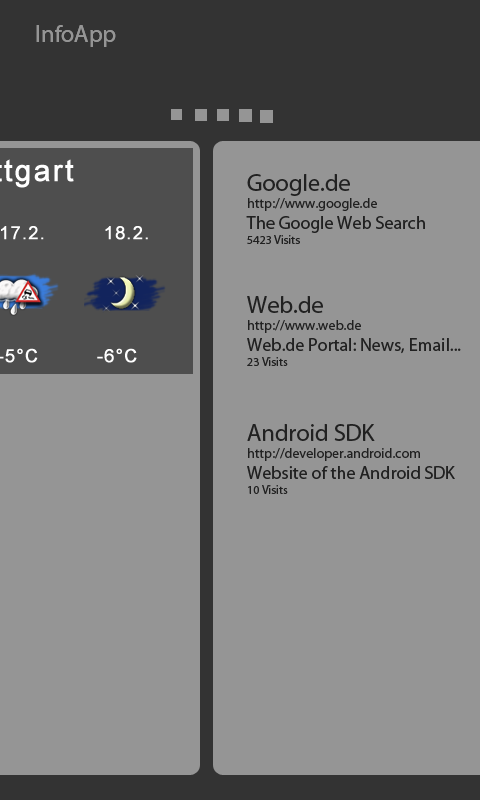 InfoApp
ttgart
17.2. 18.2.
-5°C -6°C
Google.de
http://www.google.de
The Google Web Search
5423 Visits
Web.de
http://www.web.de
Web.de Portal: News, Email...
23 Visits
Android SDK
http://developer.android.com
Website of the Android SDK
10 Visits